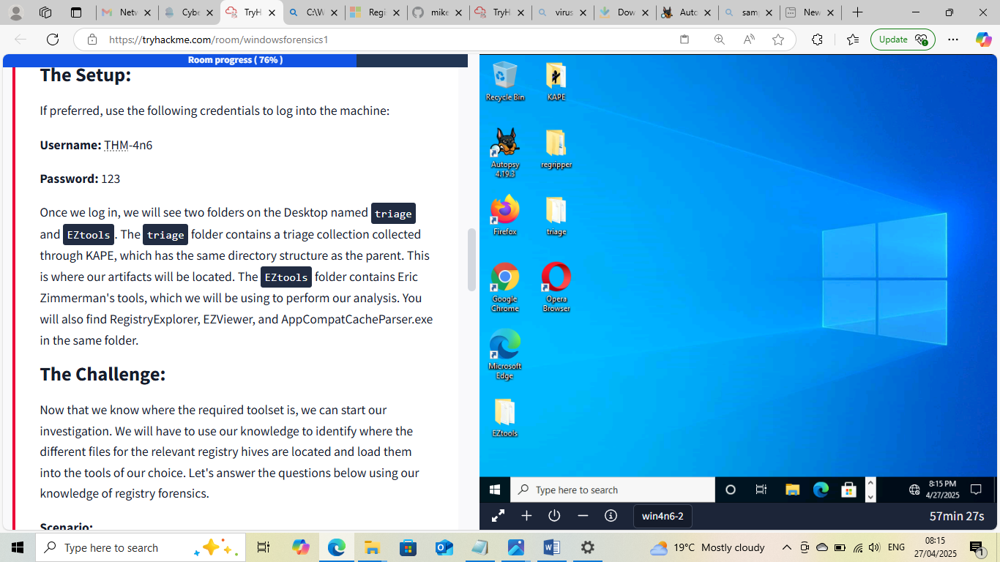 Netw
Cybe
TryH
C:\W
Regi
mike
TryH
virus
Dow
Auto
sam
New
https://tryhackme.com/room/windowsforensics1
Update
Room progress ( 76% )
The Setup:
If preferred, use the following credentials to log into the machine:
Username: THM-4n6
Password: 123
Once we log in, we will see two folders on the Desktop named triage
and EZtools . The triage folder contains a triage collection collected
through KAPE, which has the same directory structure as the parent. This
is where our artifacts will be located. The EZtools folder contains Eric
Zimmerman's tools, which we will be using to perform our analysis. You
will also find RegistryExplorer, EZViewer, and AppCompatCacheParser.exe
in the same folder.
The Challenge:
Now that we know where the required toolset is, we can start our
investigation. We will have to use our knowledge to identify where the
different files for the relevant registry hives are located and load them
into the tools of our choice. Let's answer the questions below using our
knowledge of registry forensics.
Scenario:
Recycle Bin
KAPE
Autopsy
4.19.3
regripper
Firefox
triage
Google
Chrome
Opera
Browser
Microsoft
Edge
EZtools
Type here to search
8:15 PM
4/27/2025
win4n6-2
57min 27s
Type here to search
19°C Mostly cloudy
ENG
08:15
27/04/2025
1